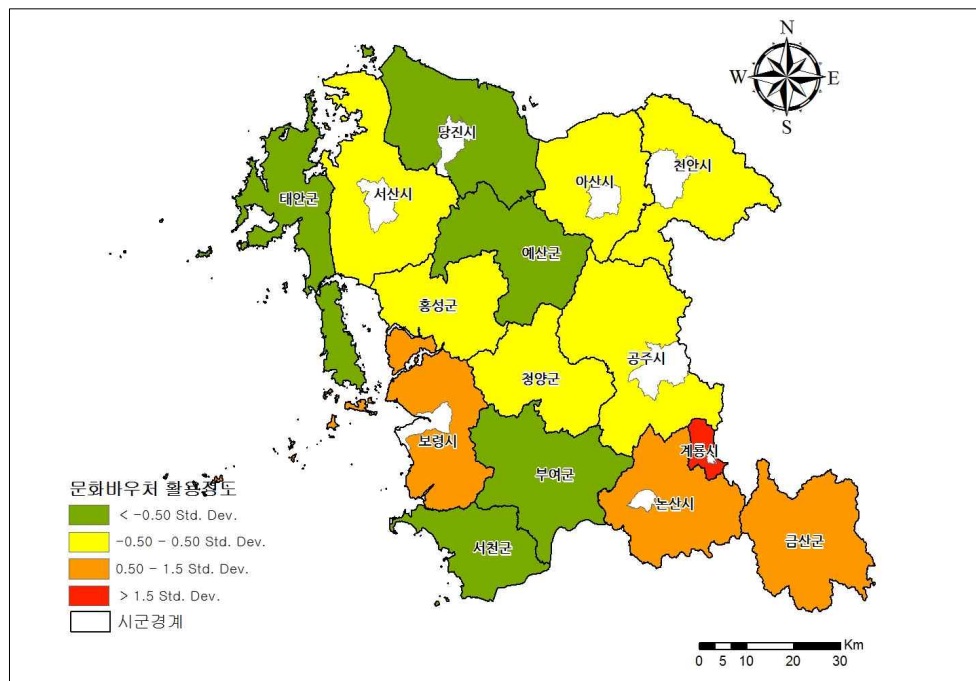 N
W E
S
당진시
아산시
천안시
서산시
태안군
예산군
홍성군
공주시
청양군
보령시
계룡시
부여군
논산시
금산군
서천군
문화바우처 활용정도
< -0.50 Std. Dev.
-0.50 - 0.50 Std. Dev.
0.50 - 1.5 Std. Dev.
> 1.5 Std. Dev.
시군경계
Km
0 3 5 10 20 30